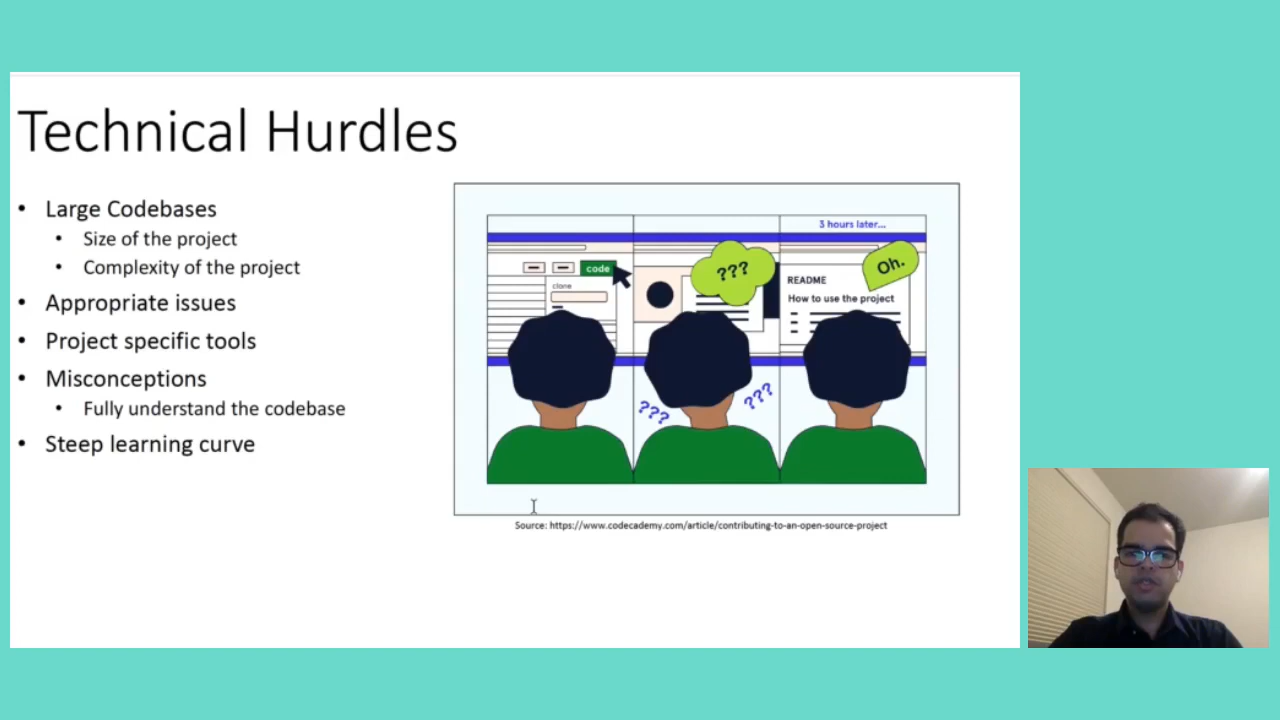 Technical Hurdles
• Large Codebases
• Size of the project
• Complexity of the project
• Appropriate issues
• Project specific tools
• Misconceptions
• Fully understand the codebase
• Steep learning curve
code
clone
???
???
???
3 hours later...
Oh.
README
How to use the project
Source: https://www.codecademy.com/article/contributing-to-an-open-source-project